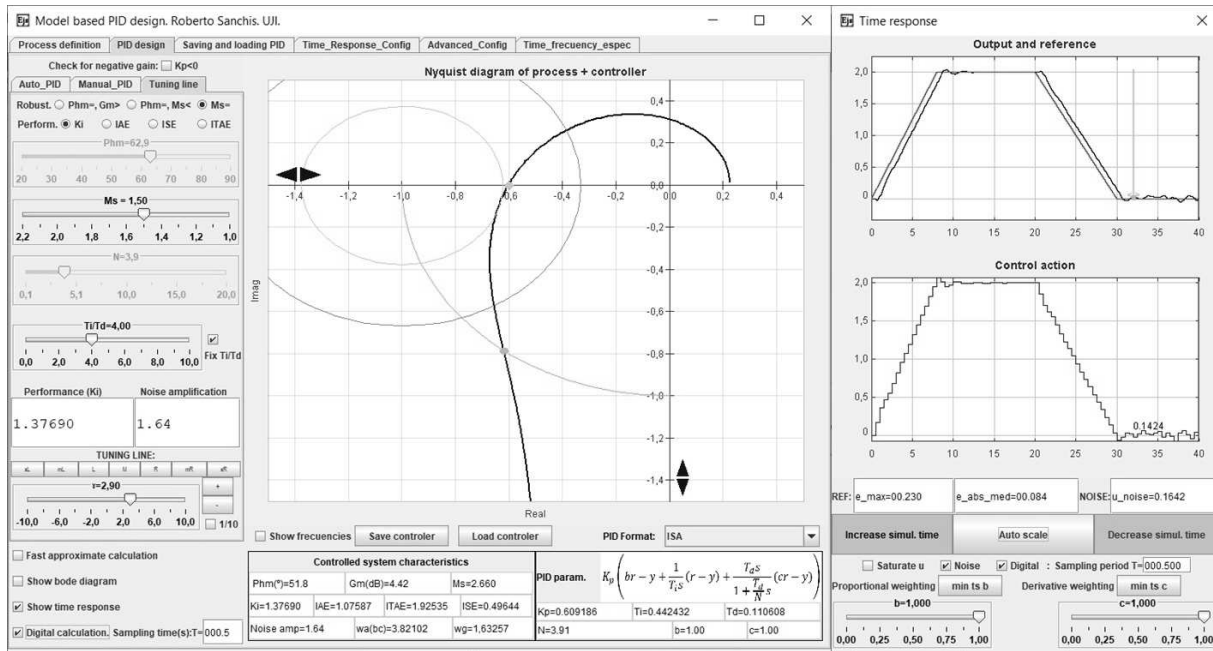 Model based PID design. Roberto Sanchis. UJI.
Process definition PID design Saving and loading PID Time_Response_Config Advanced_Config Time_frecuency_espec
Check for negative gain: Kp<0
Auto_PID Manual_PID Tuning line
Robust. Phm=, Gm> Phm=, Ms< Ms=
Perform. Ki IAE ISE ITAE
Phm=62,9
20 30 40 50 60 70 80 90
Ms = 1,50
2,2 2,0 1,8 1,6 1,4 1,2 1,0
N=3,9
0,1 5,1 10,0 15,0 20,0
Ti/Td=4,00
0,0 2,0 4,0 6,0 8,0 10,0
Fix Ti/Td
Performance (Ki) Noise amplification
1.37690 1.64
TUNING LINE:
xL mL L U R mR xR
-10,0 -6,0 -2,0 2,0 6,0 10,0
+
-
1/10
Fast approximate calculation
Show bode diagram
Show time response
Digital calculation. Sampling time(s):T= 000.5
Nyquist diagram of process + controller
0,4
0,2
0,0
-0,4
-0,6
-0,8
-1,0
-1,2
-1,4
-1,4 -1,2 -1,0 -0,8 -0,6 -0,4 -0,2 0,0 0,2 0,4
Imag
Real
Show frecuencies Save controler Load controler PID Format: ISA
Controlled system characteristics
Phm(º)=51.8 Gm(dB)=4.42 Ms=2.660
Ki=1.37690 IAE=1.07587 ITAE=1.92535 ISE=0.49644
Noise amp=1.64 wa(bc)=3.82102 wg=1,63257
PID param. Kp ( br − y + 1/(Tis) (r − y) + Tds/(1 + (Td/N)s) (cr − y) )
Kp=0.609186 Ti=0.442432 Td=0.110608
N=3.91 b=1.00 c=1.00
Time response
Output and reference
2,0
1,5
1,0
0,5
0,0
0 5 10 15 20 25 30 35 40
Control action
2,0
1,5
1,0
0,5
0
0.1424
0 5 10 15 20 25 30 35 40
REF: e_max=00.230 e_abs_med=00.084 NOISE: u_noise=0.1642
Increase simul. time Auto scale Decrease simul. time
Saturate u Noise Digital : Sampling period T= 000.500
Proportional weighting min ts b Derivative weighting min ts c
b=1,000 c=1,000
0,00 0,25 0,50 0,75 1,00 0,00 0,25 0,50 0,75 1,00